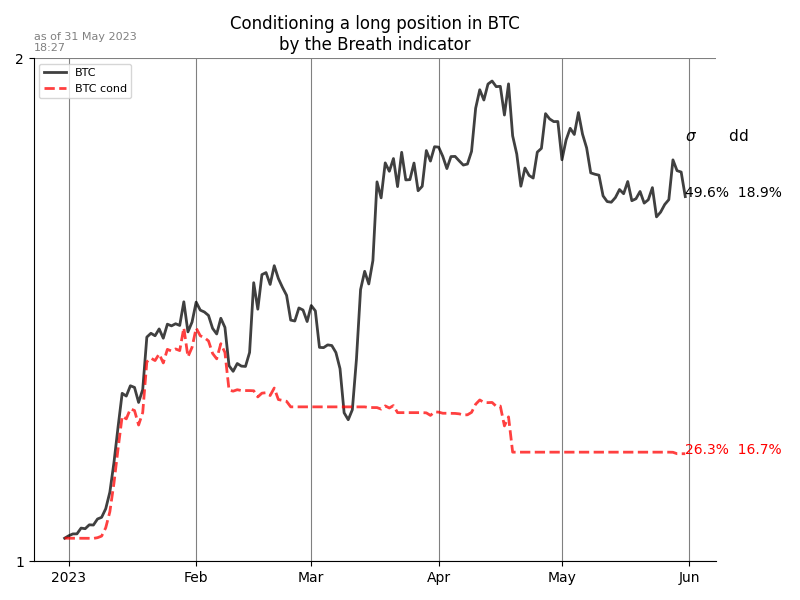 Conditioning a long position in BTC
by the Breath indicator
as of 31 May 2023
18:27
2
BTC
BTC cond
σ dd
49.6% 18.9%
26.3% 16.7%
1
2023 Feb Mar Apr May Jun